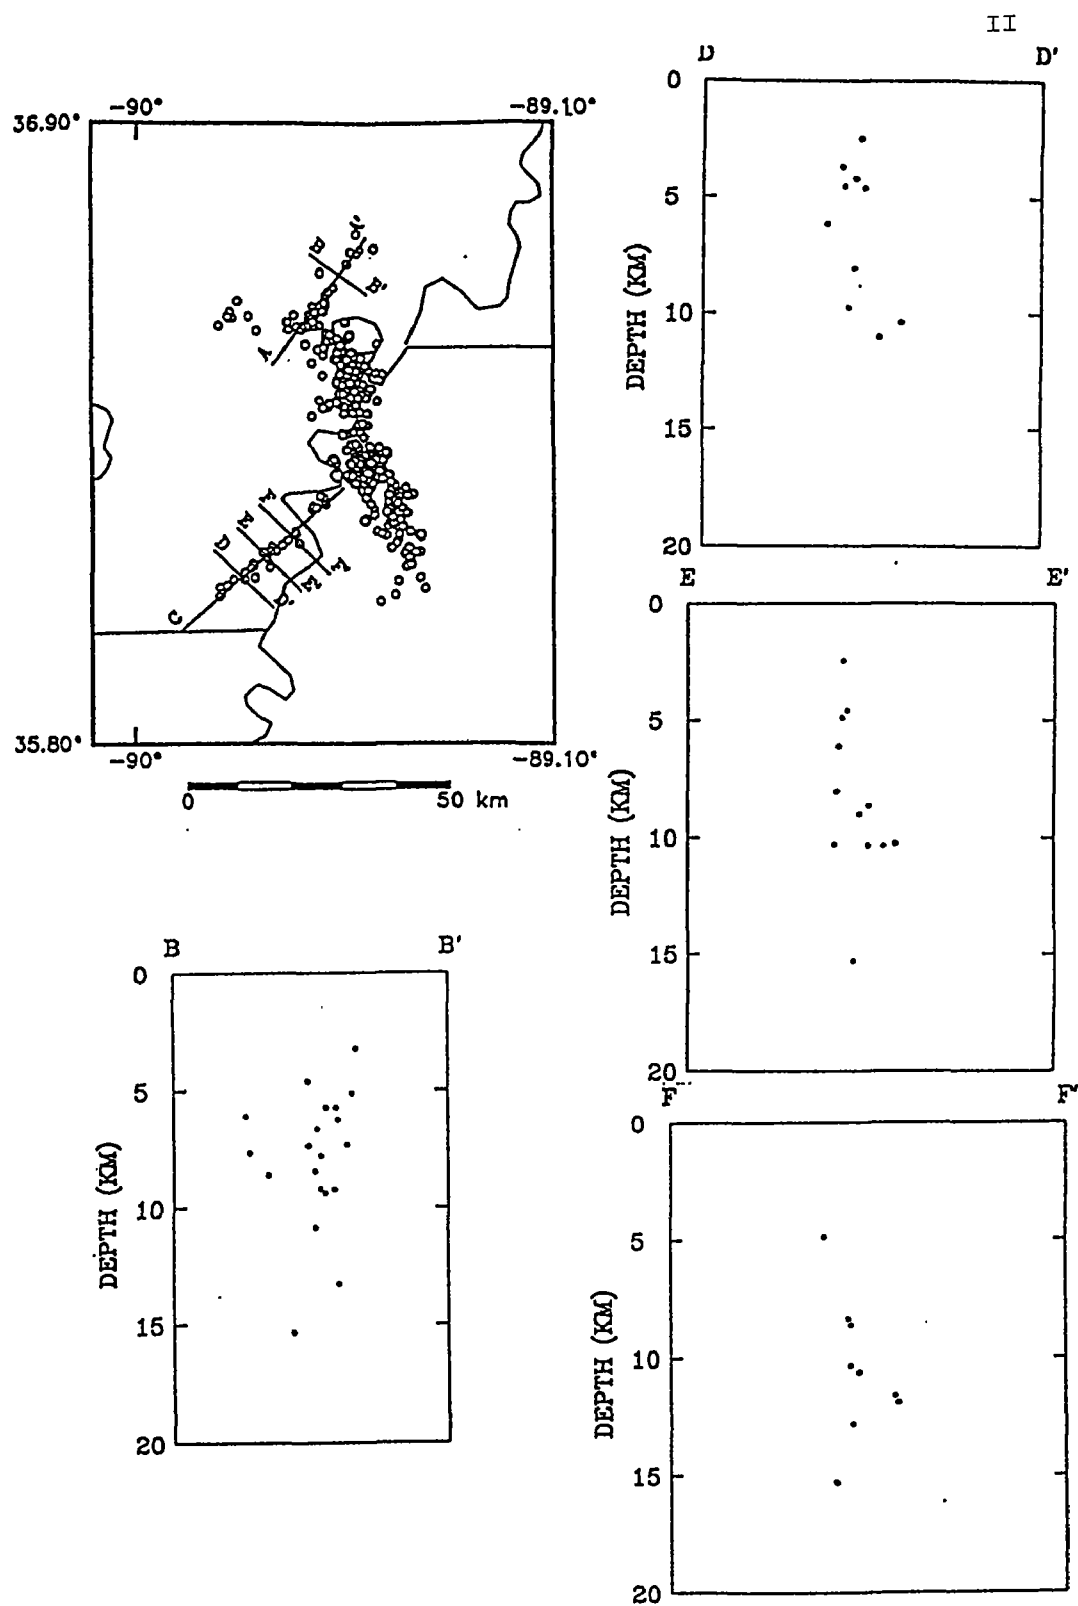 II
-90°
-89.10°
36.90°
B
A'
B'
A
F
E
D
F'
E'
D'
C
35.80°
-90°
-89.10°
0
50 km
B
B'
0
5
10
15
20
DEPTH (KM)
D
D'
0
5
10
15
20
DEPTH (KM)
E
E'
0
5
10
15
20
DEPTH (KM)
F
F'
0
5
10
15
20
DEPTH (KM)